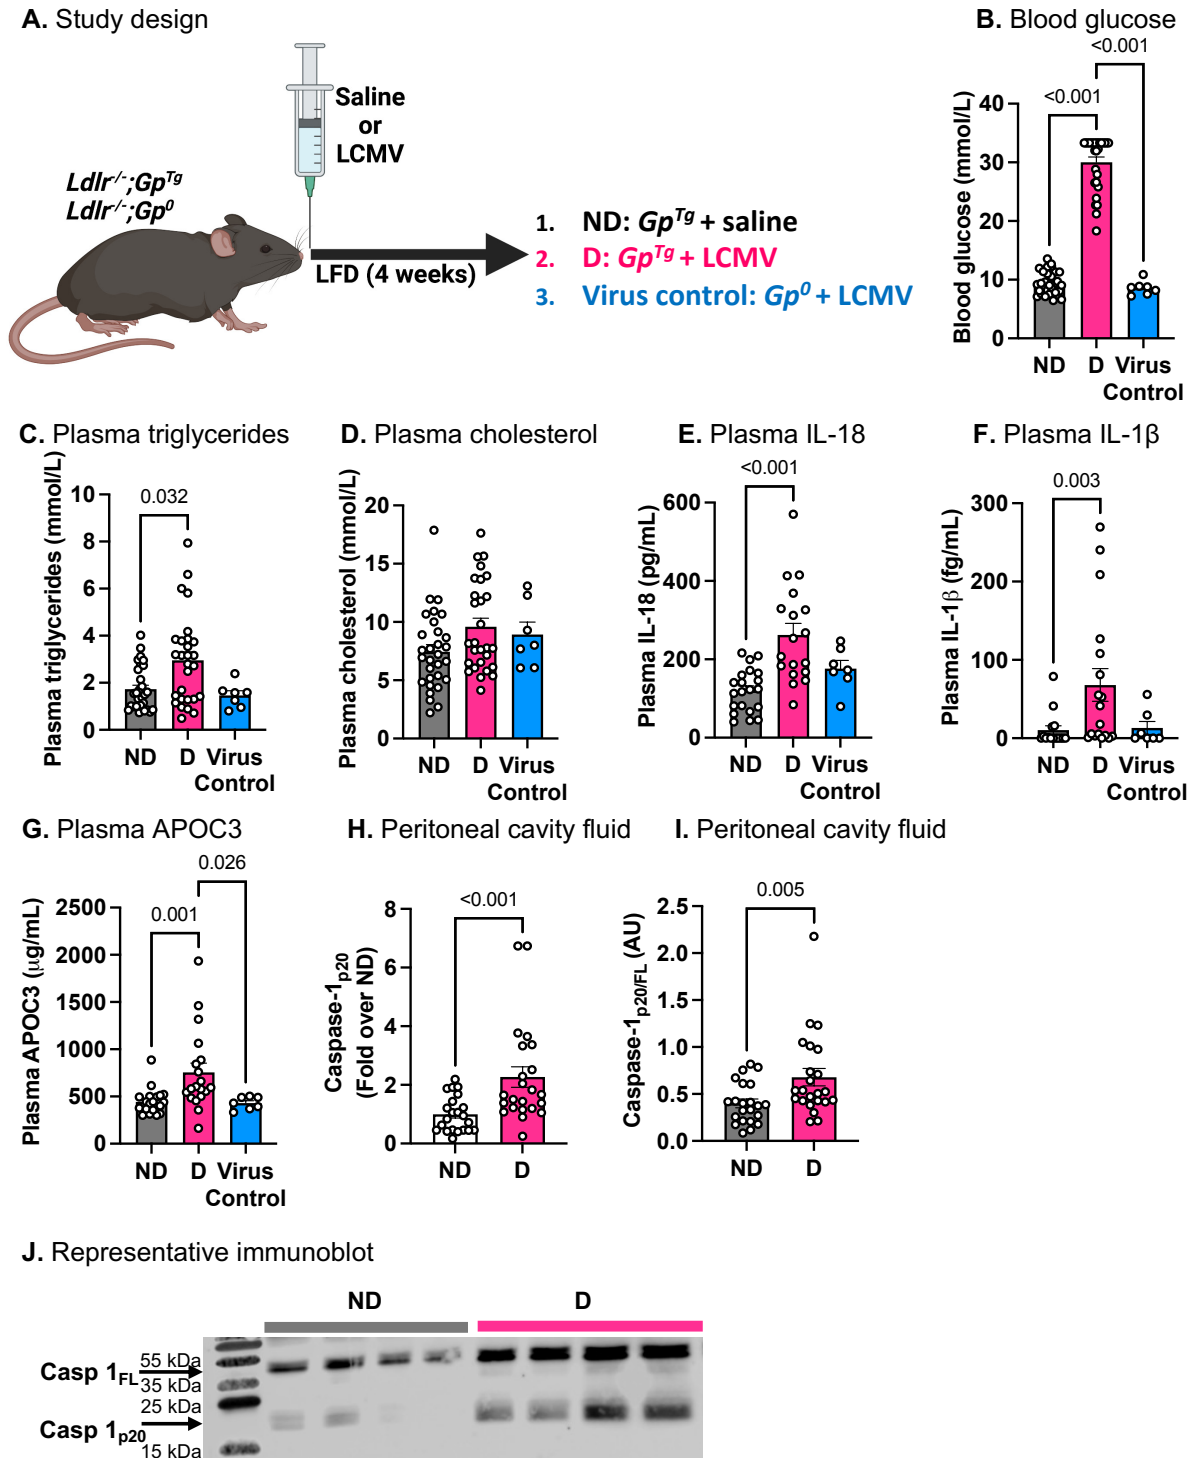 A. Study design
Saline
or
LCMV
Ldlr-/-;GpTg
Ldlr-/-;Gp0
LFD (4 weeks)
1. ND: GpTg + saline
2. D: GpTg + LCMV
3. Virus control: Gp0 + LCMV
B. Blood glucose
<0.001
<0.001
Blood glucose (mmol/L)
40
30
20
10
0
ND D Virus
Control
C. Plasma triglycerides
0.032
Plasma triglycerides (mmol/L)
10
8
6
4
2
0
ND D Virus
Control
D. Plasma cholesterol
Plasma cholesterol (mmol/L)
20
15
10
5
0
ND D Virus
Control
E. Plasma IL-18
<0.001
Plasma IL-18 (pg/mL)
600
400
200
0
ND D Virus
Control
F. Plasma IL-1β
0.003
Plasma IL-1β (fg/mL)
300
200
100
0
ND D Virus
Control
G. Plasma APOC3
0.026
0.001
Plasma APOC3 (μg/mL)
2500
2000
1500
1000
500
0
ND D Virus
Control
H. Peritoneal cavity fluid
<0.001
Caspase-1p20
(Fold over ND)
8
6
4
2
0
ND D
I. Peritoneal cavity fluid
0.005
Caspase-1p20/FL (AU)
2.5
2.0
1.5
1.0
0.5
0.0
ND D
J. Representative immunoblot
ND D
55 kDa
Casp 1FL
35 kDa
25 kDa
Casp 1p20
15 kDa